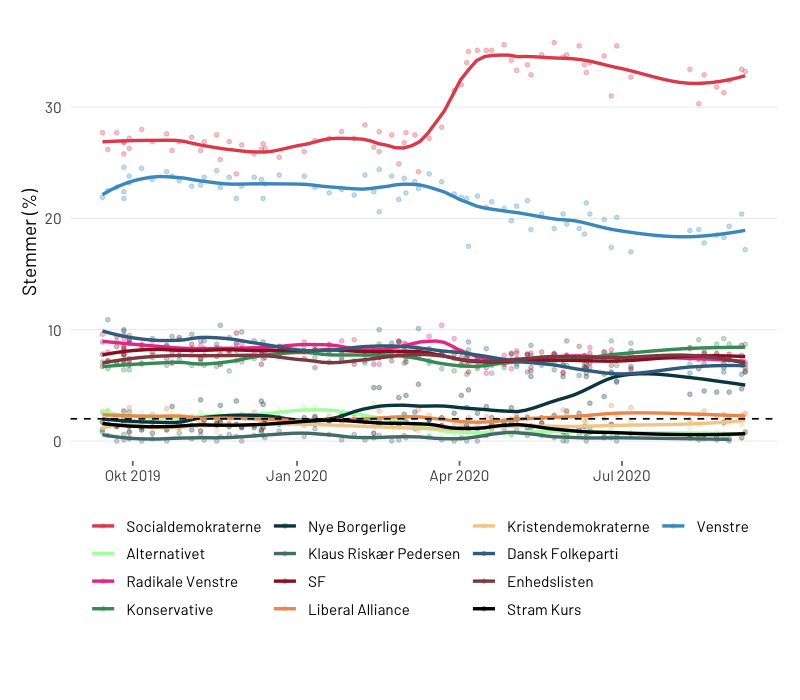 Stemmer (%)
30
20
10
0
Okt 2019 Jan 2020 Apr 2020 Jul 2020
Socialdemokraterne Nye Borgerlige Kristendemokraterne Venstre
Alternativet Klaus Riskær Pedersen Dansk Folkeparti
Radikale Venstre SF Enhedslisten
Konservative Liberal Alliance Stram Kurs